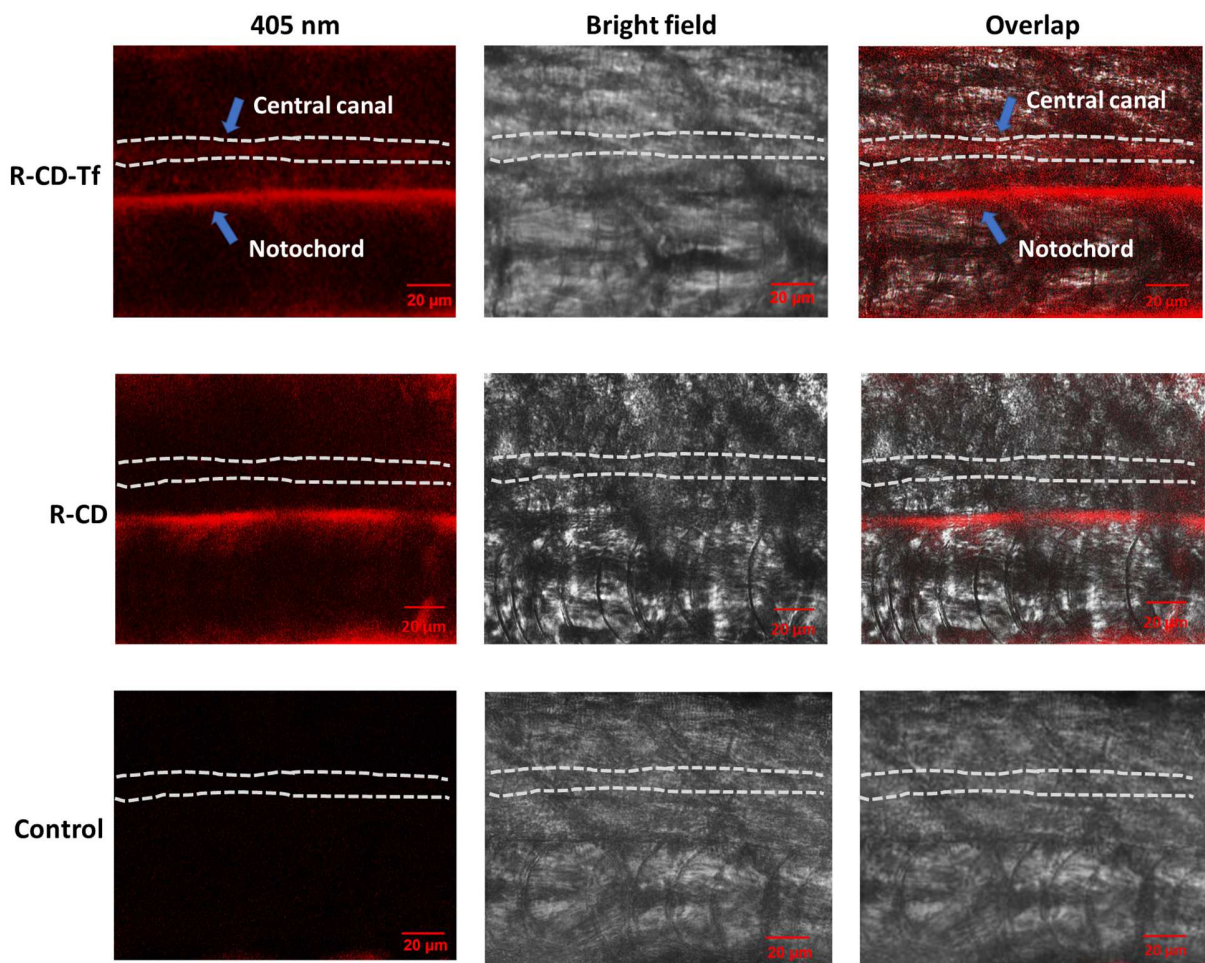 405 nm
Bright field
Overlap
R-CD-Tf
Central canal
Notochord
20 µm
20 µm
Central canal
Notochord
20 µm
R-CD
20 µm
20 µm
20 µm
Control
20 µm
20 µm
20 µm